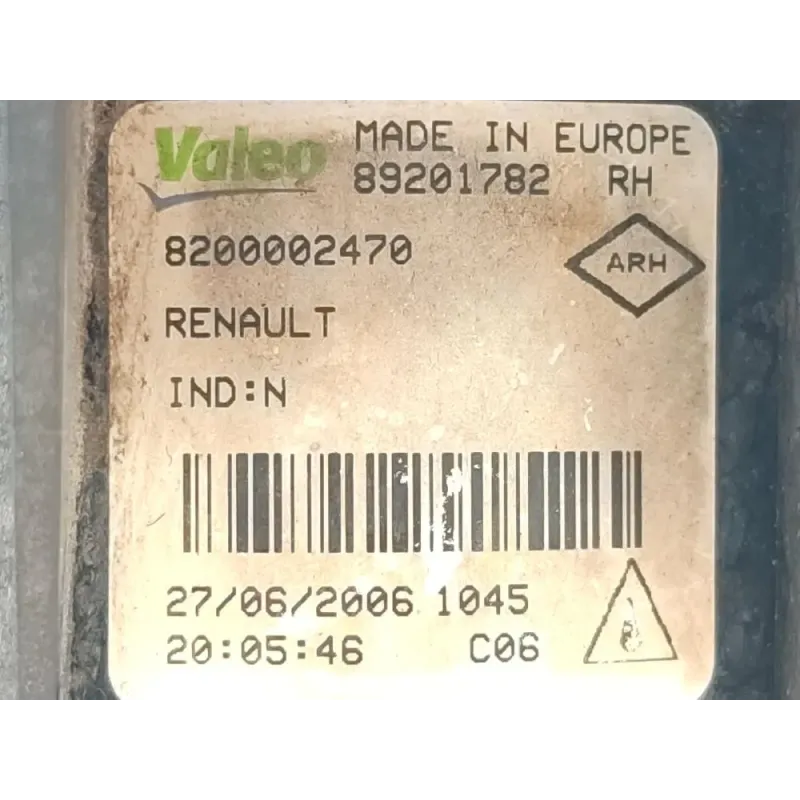 Valeo MADE IN EUROPE
89201782 RH
8200002470
ARH
RENAULT
IND:N
27/06/2006 1045
20:05:46 C06